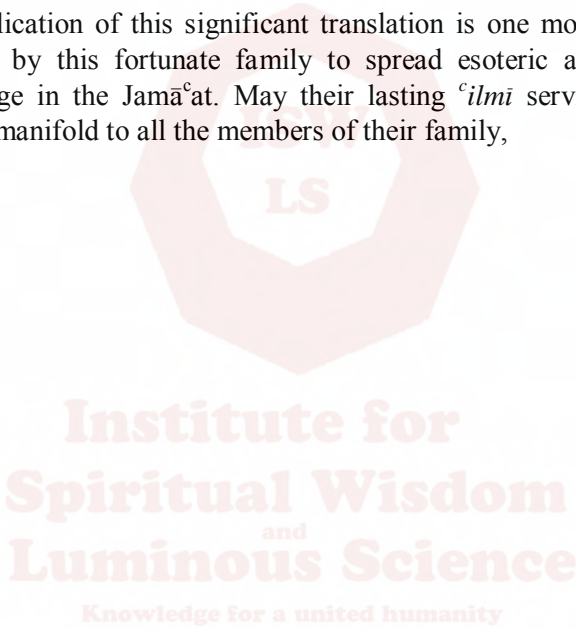 lication of this significant translation is one mo
by this fortunate family to spread esoteric a
ge in the Jamāᶜat. May their lasting ᶜilmī serv
manifold to all the members of their family,
ISW
LS
Institute for
Spiritual Wisdom
and
Luminous Science
Knowledge for a united humanity